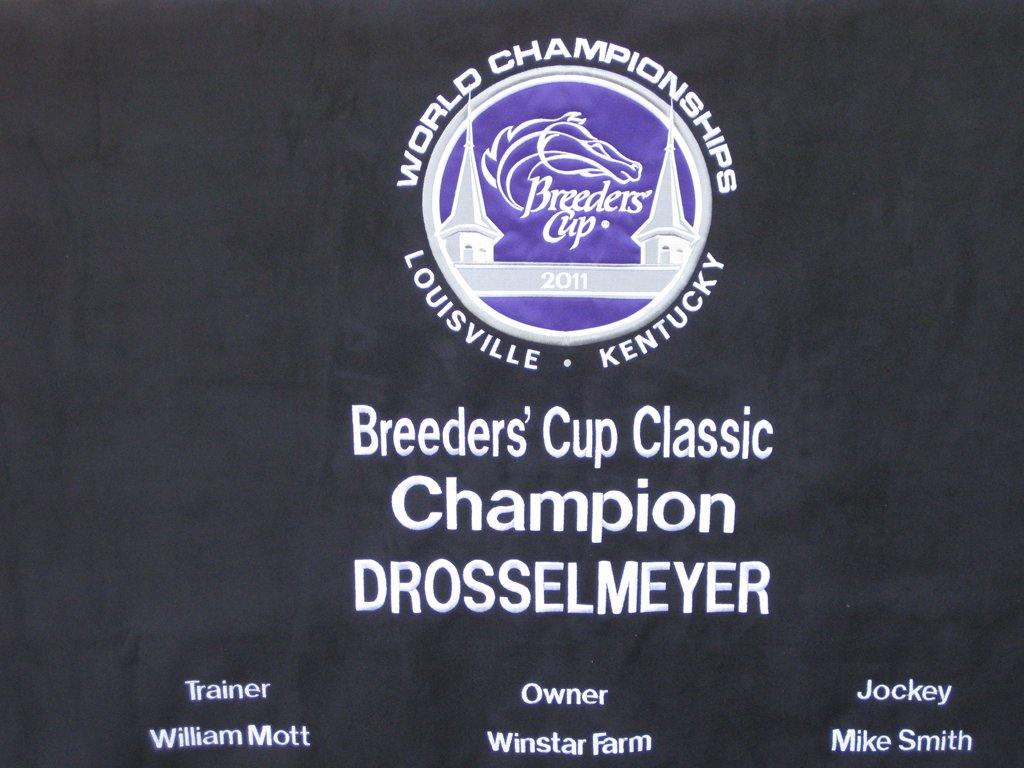 WORLD CHAMPIONSHIPS
Breeders'
Cup
2011
LOUISVILLE • KENTUCKY
Breeders' Cup Classic
Champion
DROSSELMEYER
Trainer Owner Jockey
William Mott Winstar Farm Mike Smith